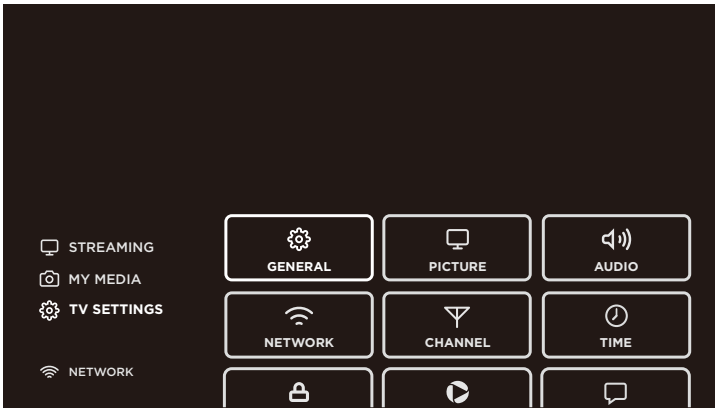 STREAMING
MY MEDIA
TV SETTINGS
NETWORK
GENERAL
PICTURE
AUDIO
NETWORK
CHANNEL
TIME